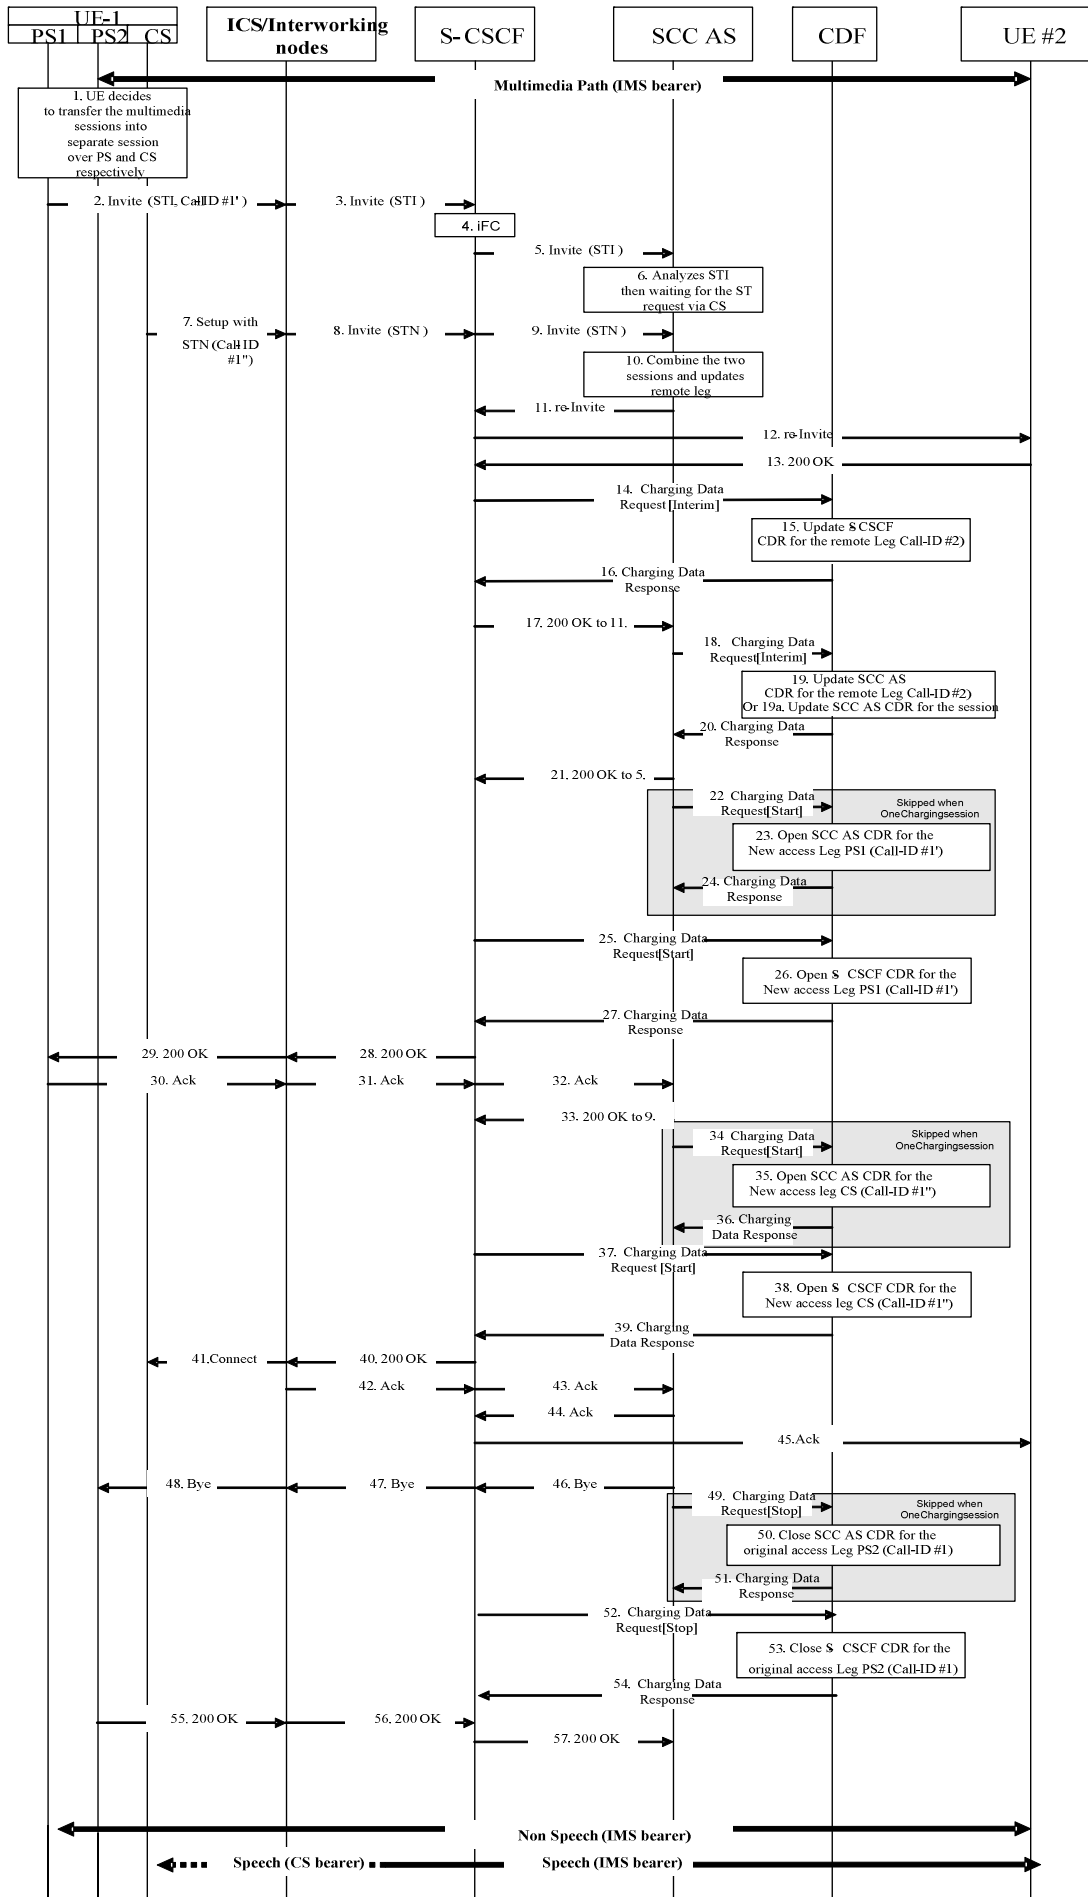 UE-1
PS1 PS2 CS
ICS/Interworking
nodes
S-CSCF
SCC AS
CDF
UE #2
Multimedia Path (IMS bearer)
1. UE decides
to transfer the multimedia
sessions into
separate session
over PS and CS
respectively
2. Invite (STI, Call-ID #1')
3. Invite (STI)
4. iFC
5. Invite (STI)
6. Analyzes STI
then waiting for the ST
request via CS
7. Setup with
STN (Call-ID
#1'')
8. Invite (STN)
9. Invite (STN)
10. Combine the two
sessions and updates
remote leg
11. re-Invite
12. re-Invite
13. 200 OK
14. Charging Data
Request[Interim]
15. Update S-CSCF
CDR for the remote Leg Call-ID #2)
16. Charging Data
Response
17. 200 OK to 11.
18. Charging Data
Request[Interim]
19. Update SCC AS
CDR for the remote Leg Call-ID #2)
Or 19a. Update SCC AS CDR for the session
20. Charging Data
Response
21. 200 OK to 5.
22 Charging Data
Request[Start]
Skipped when
OneChargingsession
23. Open SCC AS CDR for the
New access Leg PS1 (Call-ID #1')
24. Charging Data
Response
25. Charging Data
Request[Start]
26. Open S- CSCF CDR for the
New access Leg PS1 (Call-ID #1')
27. Charging Data
Response
28. 200 OK
29. 200 OK
30. Ack
31. Ack
32. Ack
33. 200 OK to 9.
34 Charging Data
Request[Start]
Skipped when
OneChargingsession
35. Open SCC AS CDR for the
New access leg CS (Call-ID #1'')
36. Charging
Data Response
37. Charging Data
Request [Start]
38. Open S- CSCF CDR for the
New access leg CS (Call-ID #1'')
39. Charging
Data Response
40. 200 OK
41.Connect
42. Ack
43. Ack
44. Ack
45.Ack
46. Bye
47. Bye
48. Bye
49. Charging Data
Request[Stop]
Skipped when
OneChargingsession
50. Close SCC AS CDR for the
original access Leg PS2 (Call-ID #1)
51. Charging Data
Response
52. Charging Data
Request[Stop]
53. Close S- CSCF CDR for the
original access Leg PS2 (Call-ID #1)
54. Charging Data
Response
55. 200 OK
56. 200 OK
57. 200 OK
Non Speech (IMS bearer)
Speech (CS bearer)
Speech (IMS bearer)